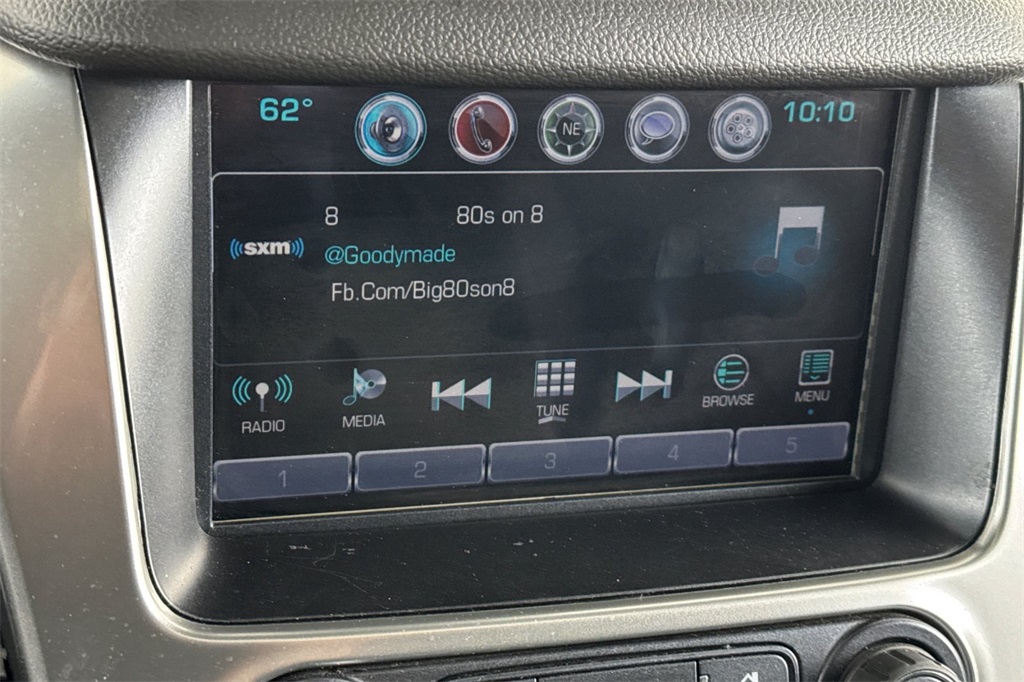 62° NE 10:10
8 80s on 8
sxm
@Goodymade
Fb.Com/Big80son8
RADIO MEDIA TUNE BROWSE MENU
1 2 3 4 5